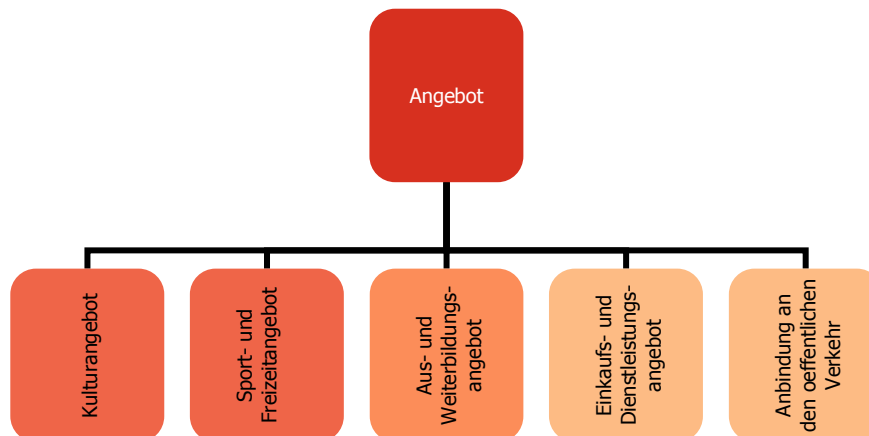 Angebot
Kulturangebot
Sport- und
Freizeitangebot
Aus- und
Weiterbildungs-
angebot
Einkaufs- und
Dienstleistungs-
angebot
Anbindung an
den oeffentlichen
Verkehr